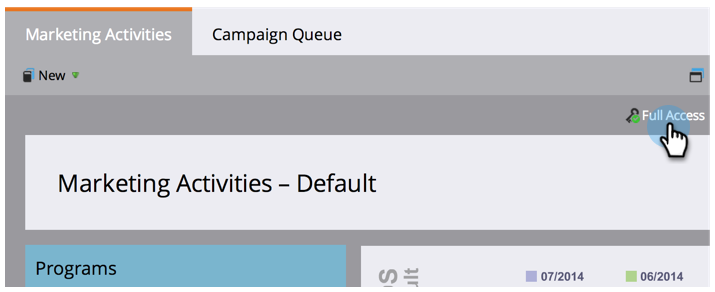 Marketing Activities
Campaign Queue
New
Full Access
Marketing Activities – Default
Programs
07/2014
06/2014